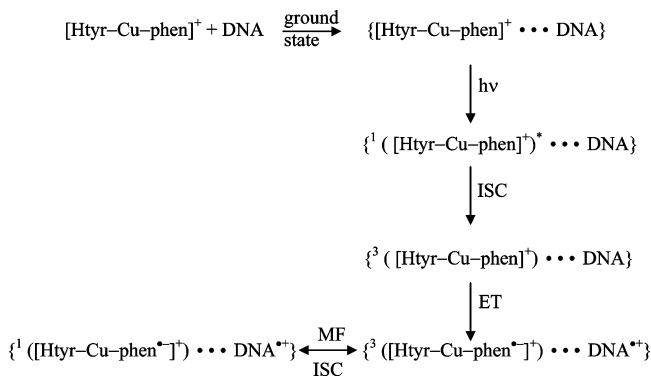 [Htyr–Cu–phen]⁺ + DNA ground state {[Htyr–Cu–phen]⁺ ••• DNA}
hν
{¹ ( [Htyr–Cu–phen]⁺)* ••• DNA}
ISC
{³ ( [Htyr–Cu–phen]⁺) ••• DNA}
ET
{¹ ([Htyr–Cu–phen•–]⁺) ••• DNA•⁺} MF ISC {³ ([Htyr–Cu–phen•–]⁺) ••• DNA•⁺}